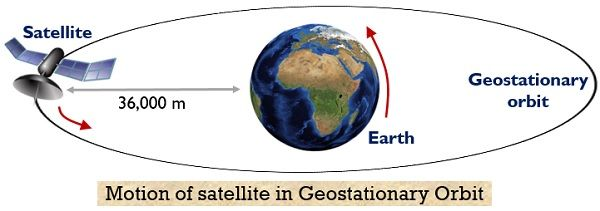 Satellite
36,000 m
Earth
Geostationary
orbit
Motion of satellite in Geostationary Orbit